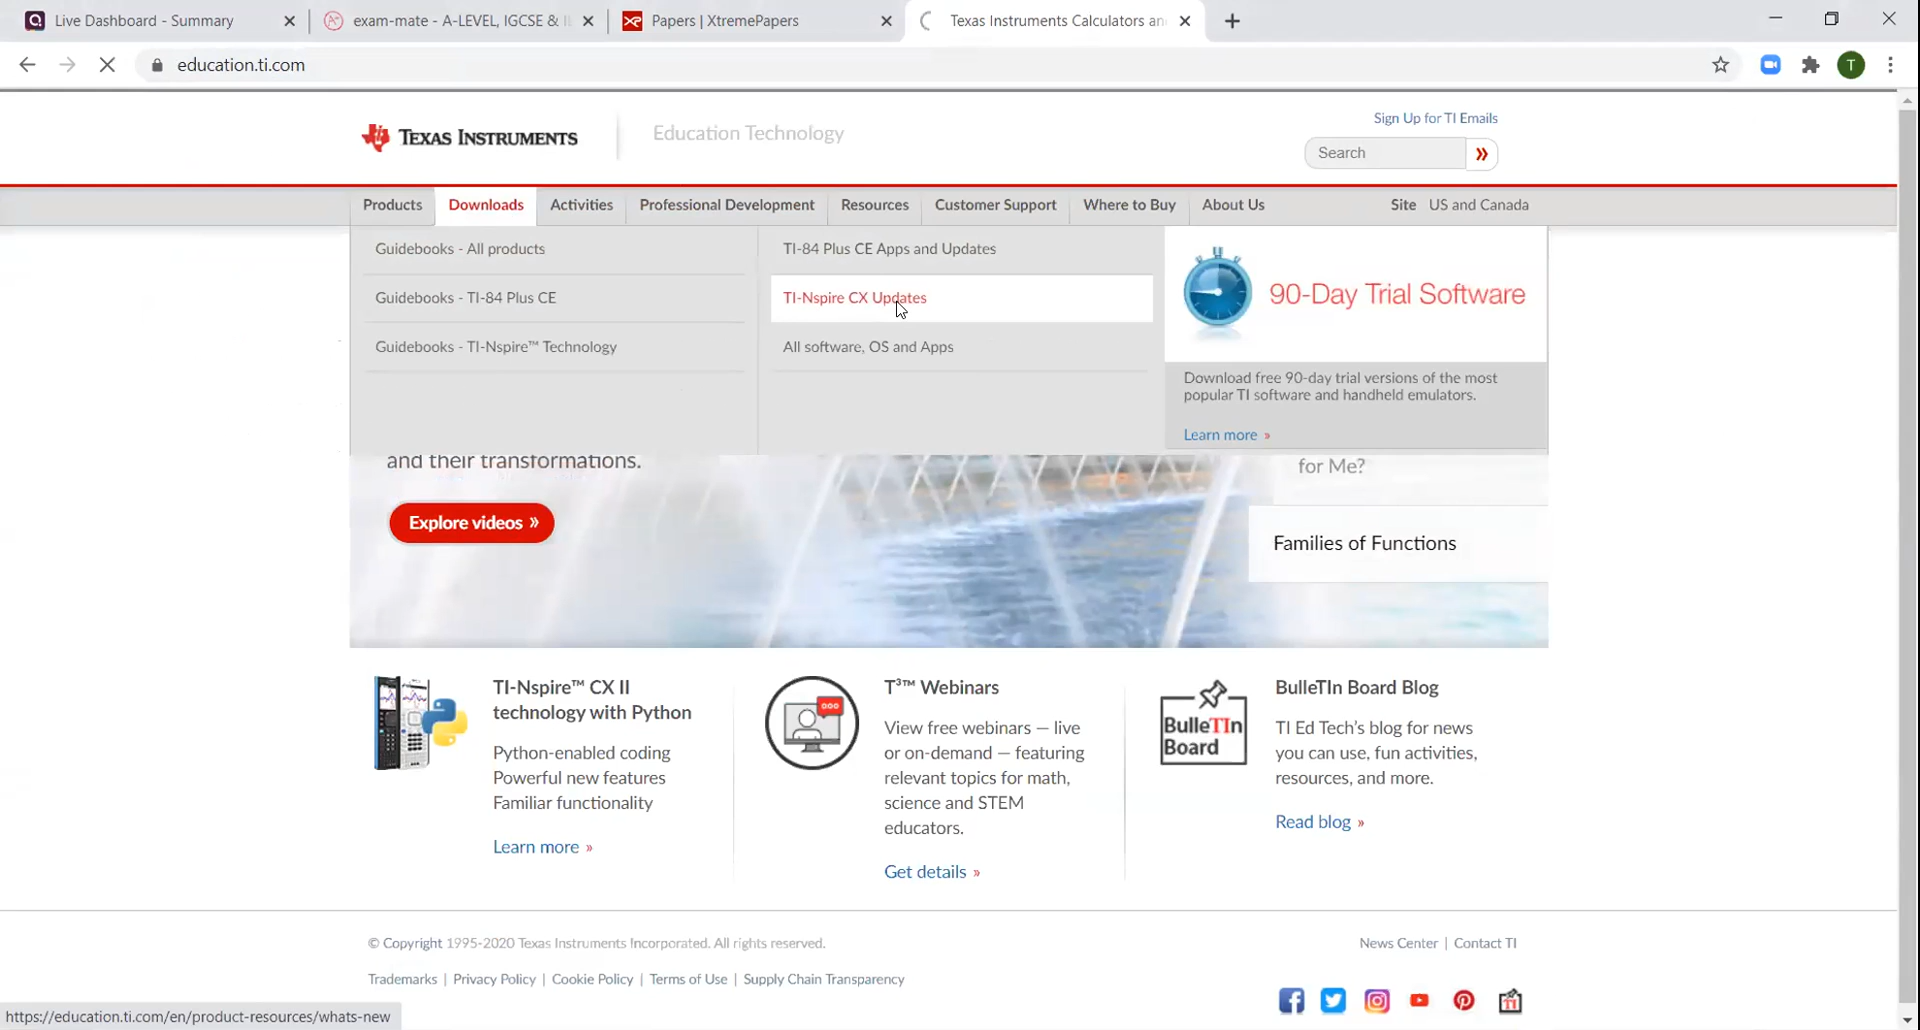 Live Dashboard - Summary
exam-mate - A-LEVEL, IGCSE &
Papers | XtremePapers
Texas Instruments Calculators an
education.ti.com
T
TEXAS INSTRUMENTS
Education Technology
Sign Up for TI Emails
Search
Products
Downloads
Activities
Professional Development
Resources
Customer Support
Where to Buy
About Us
Site US and Canada
Guidebooks - All products
Guidebooks - TI-84 Plus CE
Guidebooks - TI-Nspire™ Technology
TI-84 Plus CE Apps and Updates
TI-Nspire CX Updates
All software, OS and Apps
90-Day Trial Software
Download free 90-day trial versions of the most
popular TI software and handheld emulators.
Learn more »
and their transformations.
Explore videos »
for Me?
Families of Functions
TI-Nspire™ CX II
technology with Python
Python-enabled coding
Powerful new features
Familiar functionality
Learn more »
T³™ Webinars
View free webinars — live
or on-demand — featuring
relevant topics for math,
science and STEM
educators.
Get details »
BulleTIn
Board
BulleTIn Board Blog
TI Ed Tech's blog for news
you can use, fun activities,
resources, and more.
Read blog »
© Copyright 1995-2020 Texas Instruments Incorporated. All rights reserved.
News Center | Contact TI
Trademarks | Privacy Policy | Cookie Policy | Terms of Use | Supply Chain Transparency
https://education.ti.com/en/product-resources/whats-new